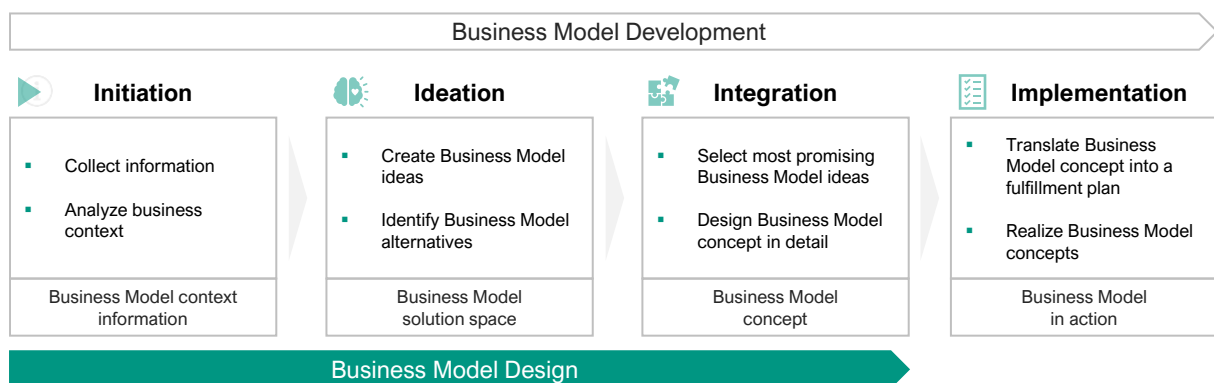 Business Model Development
Initiation
Collect information
Analyze business
context
Business Model context
information
Ideation
Create Business Model
ideas
Identify Business Model
alternatives
Business Model
solution space
Integration
Select most promising
Business Model ideas
Design Business Model
concept in detail
Business Model
concept
Implementation
Translate Business
Model concept into a
fulfillment plan
Realize Business Model
concepts
Business Model
in action
Business Model Design